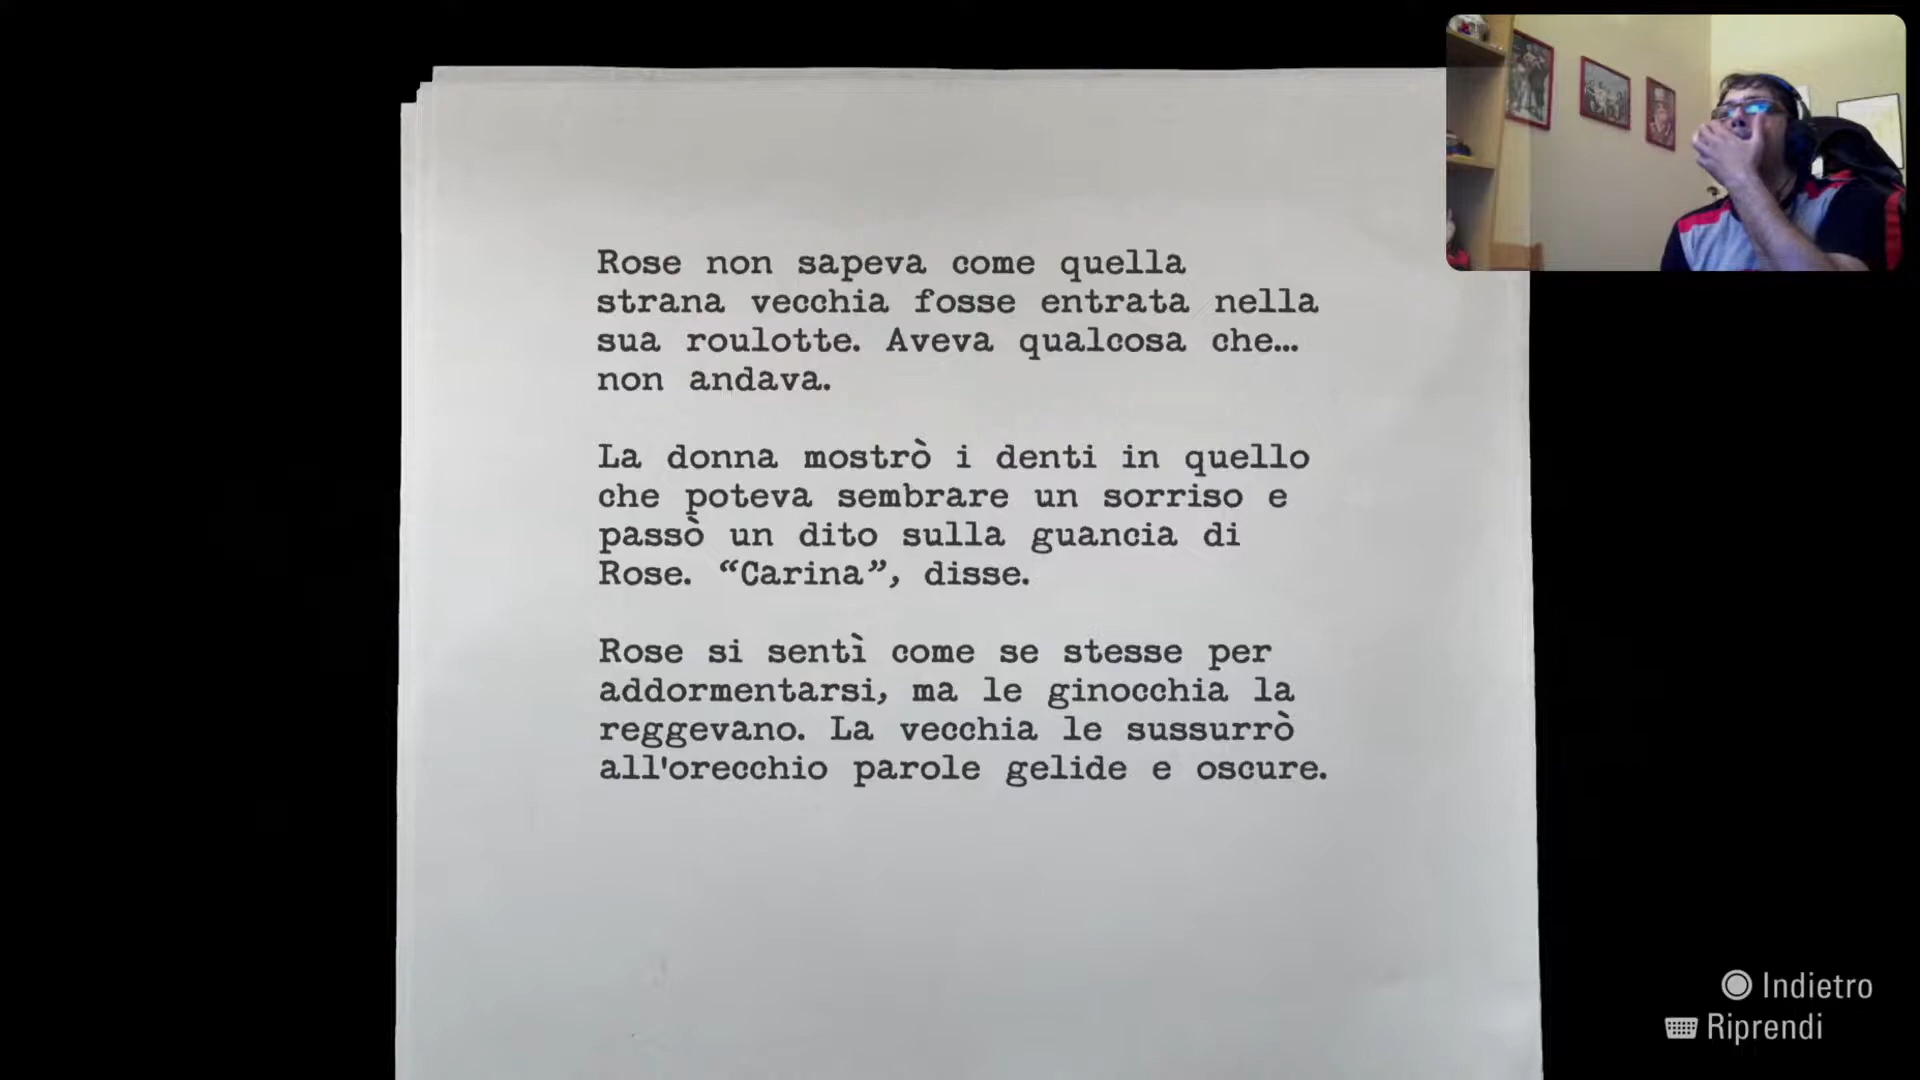 Rose non sapeva come quella
strana vecchia fosse entrata nella
sua roulotte. Aveva qualcosa che…
non andava.
La donna mostrò i denti in quello
che poteva sembrare un sorriso e
passò un dito sulla guancia di
Rose. “Carina”, disse.
Rose si sentì come se stesse per
addormentarsi, ma le ginocchia la
reggevano. La vecchia le sussurrò
all'orecchio parole gelide e oscure.
Indietro
Riprendi